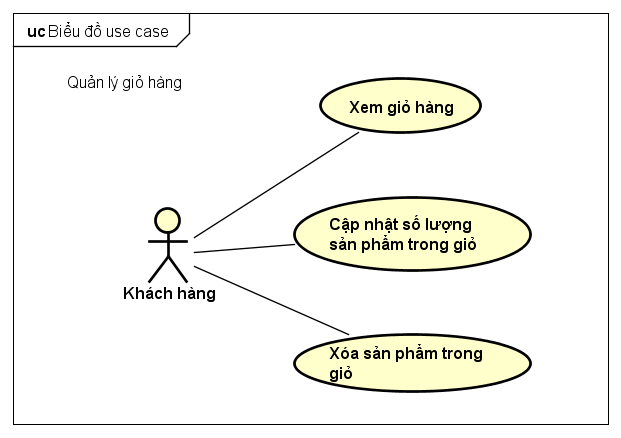 uc Biểu đồ use case
Quản lý giỏ hàng
Xem giỏ hàng
Cập nhật số lượng
sản phẩm trong giỏ
Khách hàng
Xóa sản phẩm trong
giỏ